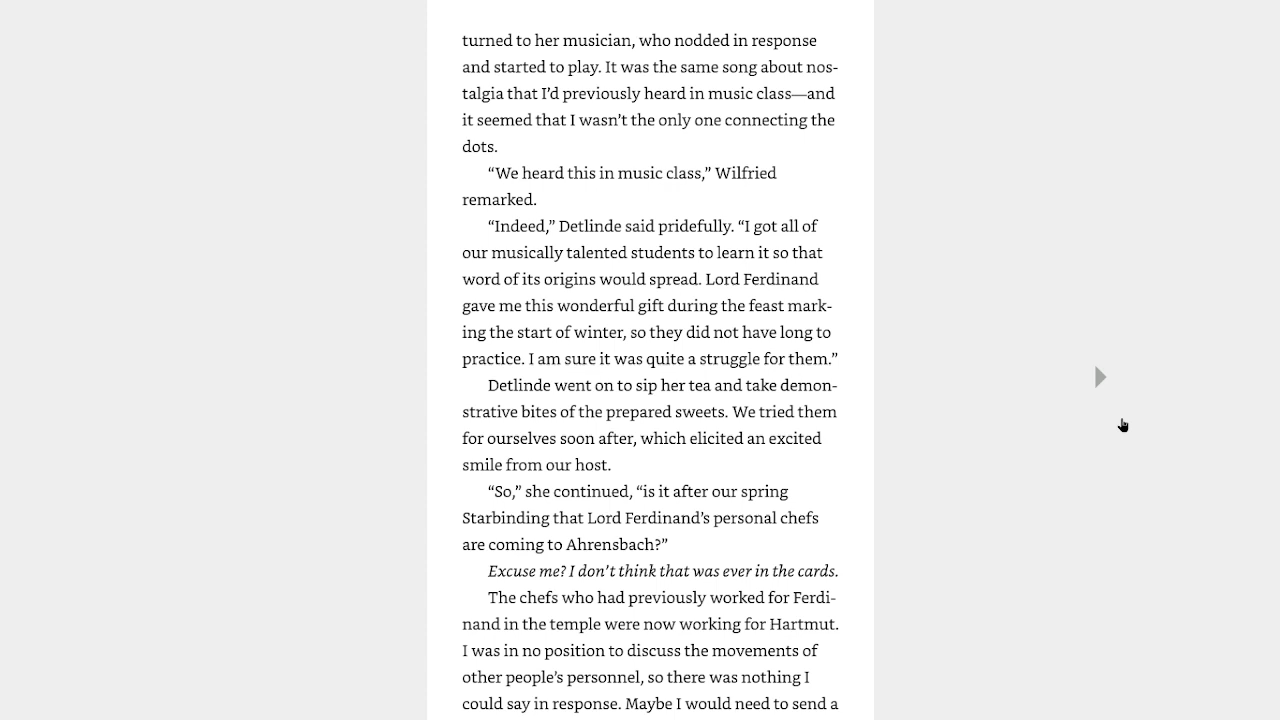 turned to her musician, who nodded in response
and started to play. It was the same song about nos-
talgia that I’d previously heard in music class—and
it seemed that I wasn’t the only one connecting the
dots.
“We heard this in music class,” Wilfried
remarked.
“Indeed,” Detlinde said pridefully. “I got all of
our musically talented students to learn it so that
word of its origins would spread. Lord Ferdinand
gave me this wonderful gift during the feast mark-
ing the start of winter, so they did not have long to
practice. I am sure it was quite a struggle for them.”
Detlinde went on to sip her tea and take demon-
strative bites of the prepared sweets. We tried them
for ourselves soon after, which elicited an excited
smile from our host.
“So,” she continued, “is it after our spring
Starbinding that Lord Ferdinand’s personal chefs
are coming to Ahrensbach?”
Excuse me? I don’t think that was ever in the cards.
The chefs who had previously worked for Ferdi-
nand in the temple were now working for Hartmut.
I was in no position to discuss the movements of
other people’s personnel, so there was nothing I
could say in response. Maybe I would need to send a